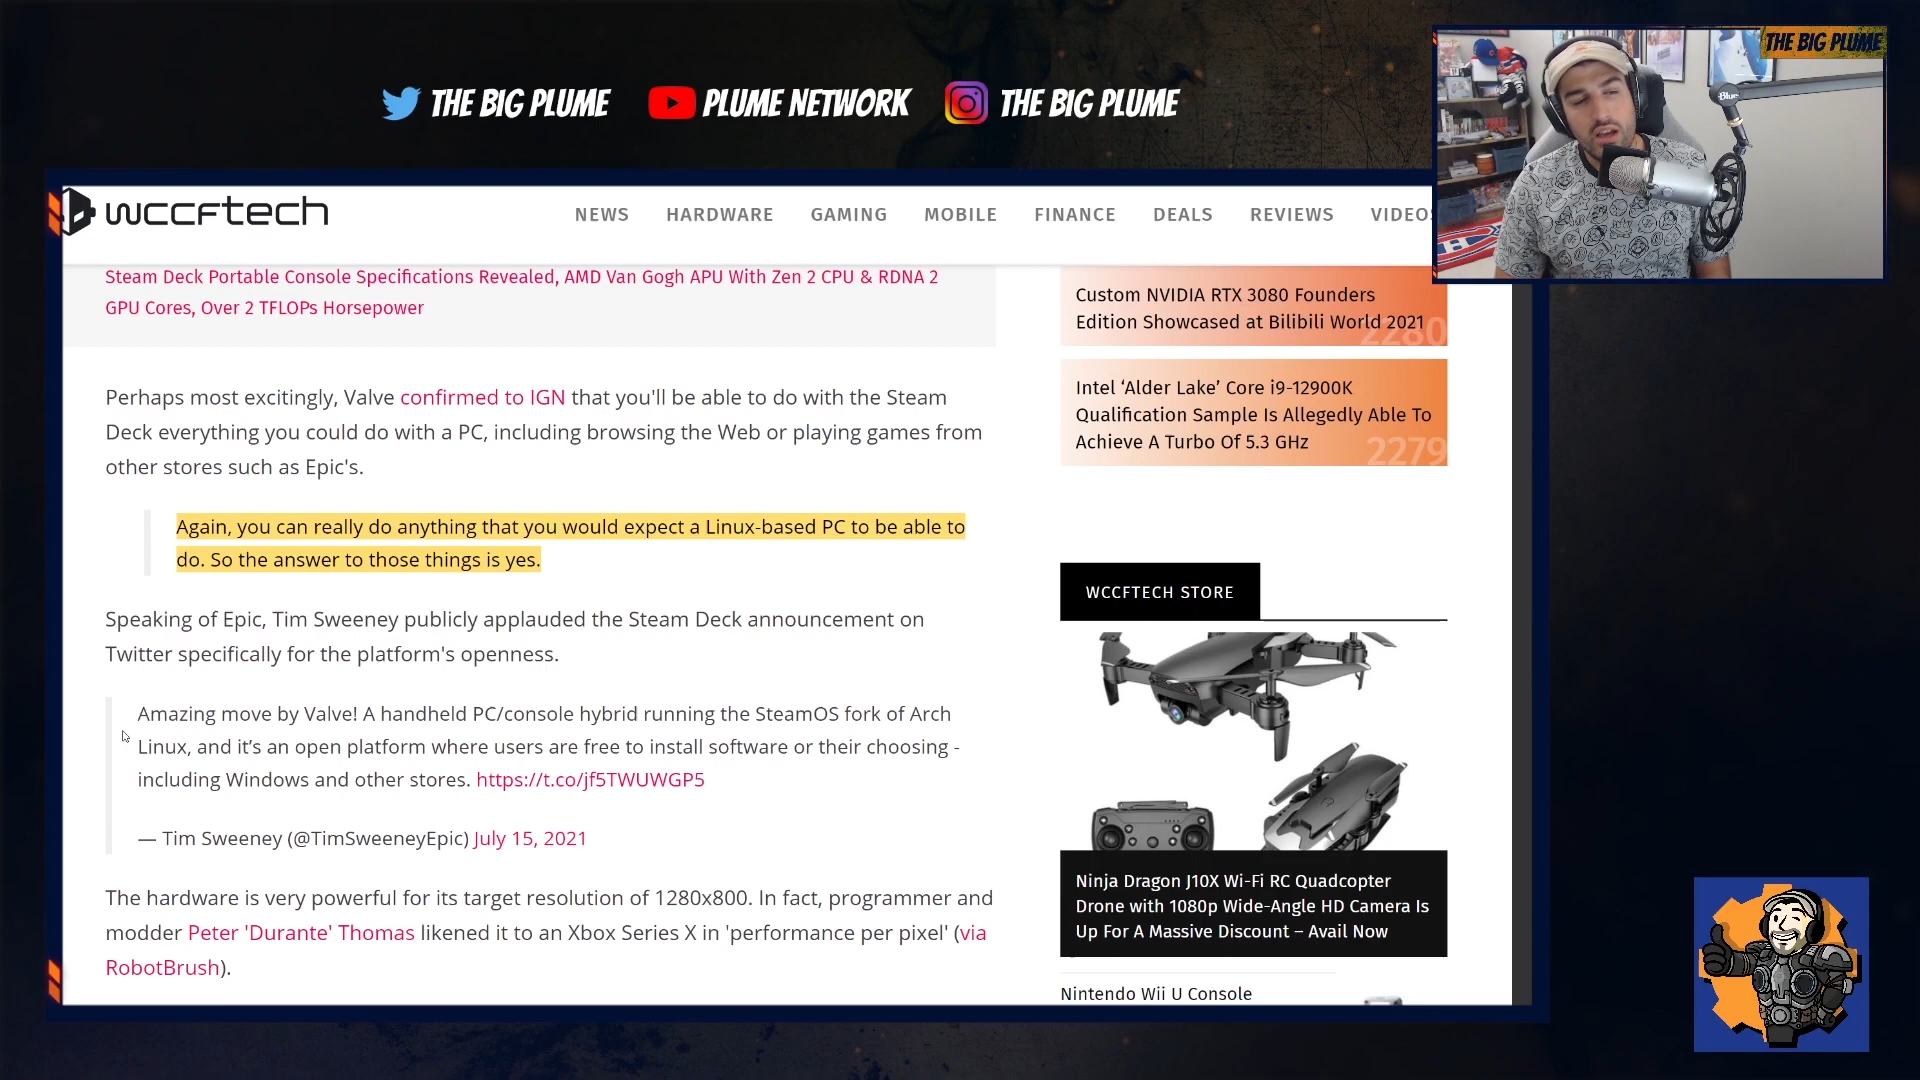 THE BIG PLUME
PLUME NETWORK
THE BIG PLUME
THE BIG PLUME
Blue
wccftech
NEWS HARDWARE GAMING MOBILE FINANCE DEALS REVIEWS VIDEOS
Steam Deck Portable Console Specifications Revealed, AMD Van Gogh APU With Zen 2 CPU & RDNA 2
GPU Cores, Over 2 TFLOPs Horsepower
Perhaps most excitingly, Valve confirmed to IGN that you'll be able to do with the Steam
Deck everything you could do with a PC, including browsing the Web or playing games from
other stores such as Epic's.
Again, you can really do anything that you would expect a Linux-based PC to be able to
do. So the answer to those things is yes.
Speaking of Epic, Tim Sweeney publicly applauded the Steam Deck announcement on
Twitter specifically for the platform's openness.
Amazing move by Valve! A handheld PC/console hybrid running the SteamOS fork of Arch
Linux, and it’s an open platform where users are free to install software or their choosing -
including Windows and other stores. https://t.co/jf5TWUWGP5
— Tim Sweeney (@TimSweeneyEpic) July 15, 2021
The hardware is very powerful for its target resolution of 1280x800. In fact, programmer and
modder Peter 'Durante' Thomas likened it to an Xbox Series X in 'performance per pixel' (via
RobotBrush).
Custom NVIDIA RTX 3080 Founders
Edition Showcased at Bilibili World 2021
2280
Intel ‘Alder Lake’ Core i9-12900K
Qualification Sample Is Allegedly Able To
Achieve A Turbo Of 5.3 GHz
2279
WCCFTECH STORE
Ninja Dragon J10X Wi-Fi RC Quadcopter
Drone with 1080p Wide-Angle HD Camera Is
Up For A Massive Discount – Avail Now
Nintendo Wii U Console